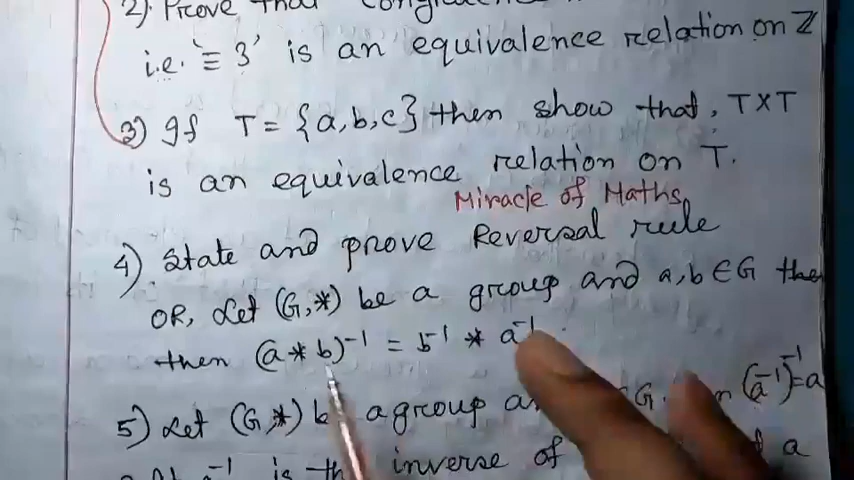 2) Prove that
i.e. '≡ 3' is an equivalence relation on Z
3) If T = {a, b, c} then show that, T X T
is an equivalence relation on T.
Miracle of Maths
4) State and prove Reversal rule
OR, Let (G, *) be a group and a, b ∈ G the
then (a * b)⁻¹ = b⁻¹ * a⁻¹
5) Let (G, *) b a group a G. n (a⁻¹)⁻¹ = a
a⁻¹ is th inverse of a